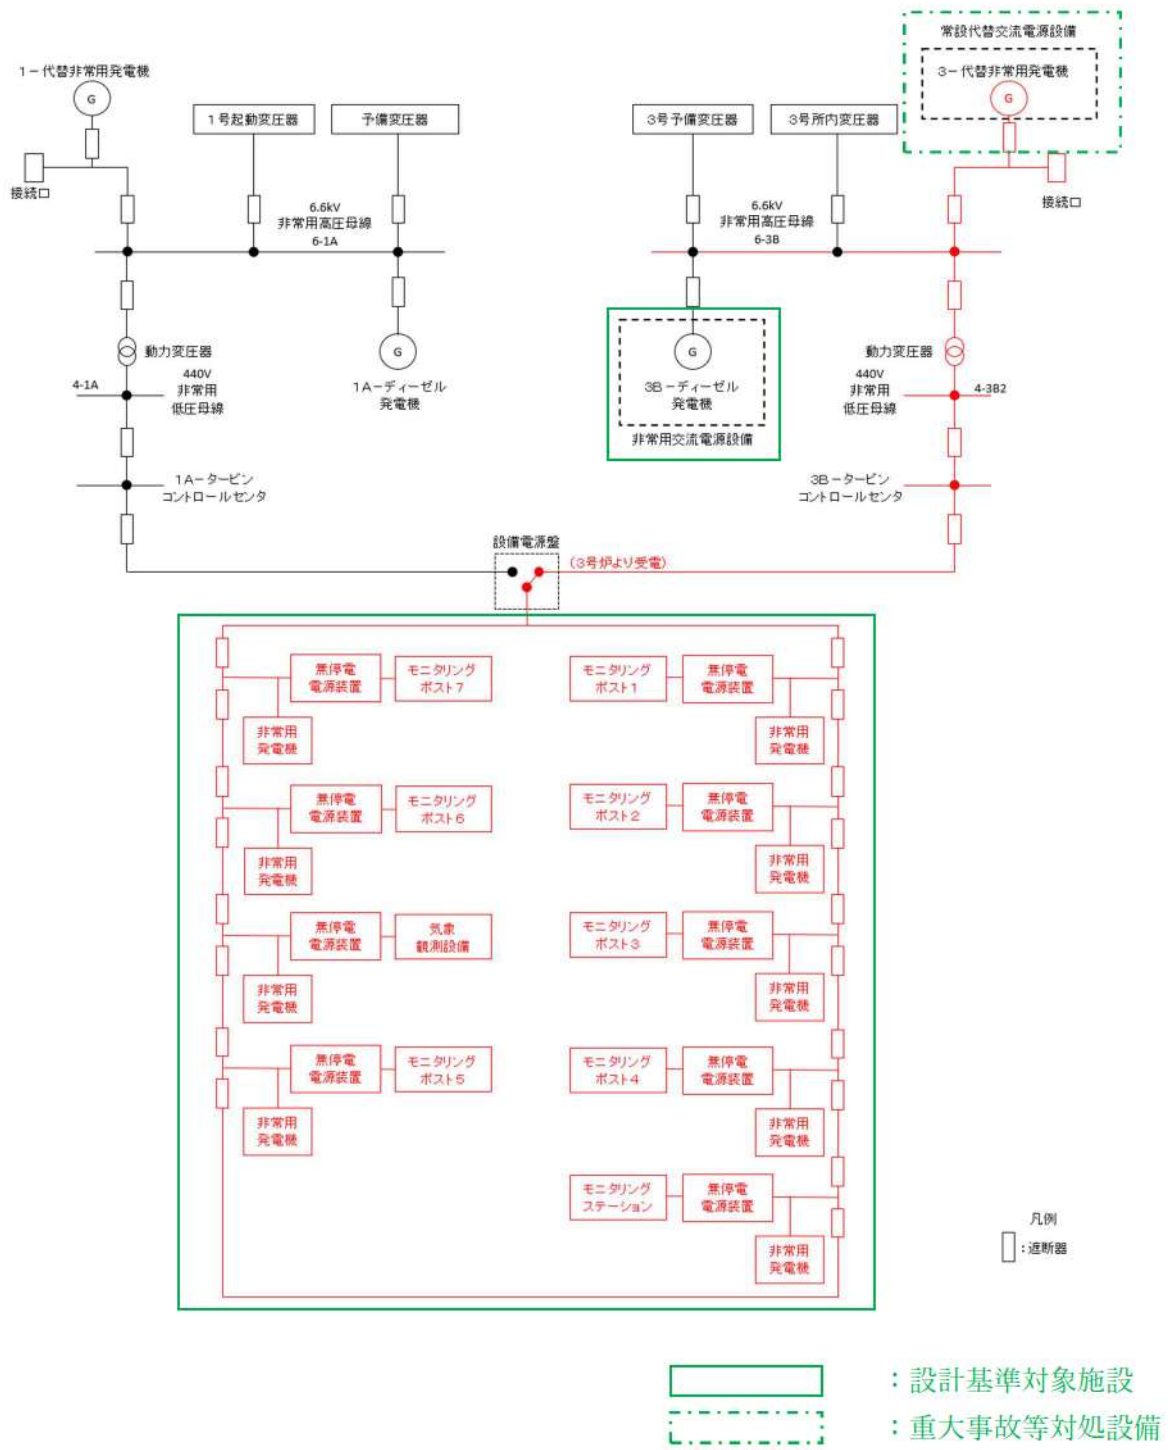 常設代替交流電源設備
1－代替非常用発電機
G
3－代替非常用発電機
G
1号起動変圧器
予備変圧器
3号予備変圧器
3号所内変圧器
接続口
接続口
6.6kV
非常用高圧母線
6-1A
6.6kV
非常用高圧母線
6-3B
動力変圧器
G
1A－ディーゼル
発電機
G
3B－ディーゼル
発電機
非常用交流電源設備
動力変圧器
4-1A
440V
非常用
低圧母線
440V
非常用
低圧母線
4-3B2
1A－タービン
コントロールセンタ
3B－タービン
コントロールセンタ
設備電源盤
(3号炉より受電)
無停電
電源装置
モニタリング
ポスト7
非常用
発電機
モニタリング
ポスト1
無停電
電源装置
非常用
発電機
無停電
電源装置
モニタリング
ポスト6
非常用
発電機
モニタリング
ポスト2
無停電
電源装置
非常用
発電機
無停電
電源装置
気象
観測設備
非常用
発電機
モニタリング
ポスト3
無停電
電源装置
非常用
発電機
無停電
電源装置
モニタリング
ポスト5
非常用
発電機
モニタリング
ポスト4
無停電
電源装置
非常用
発電機
モニタリング
ステーション
無停電
電源装置
非常用
発電機
凡例
：遮断器
：設計基準対象施設
：重大事故等対処設備